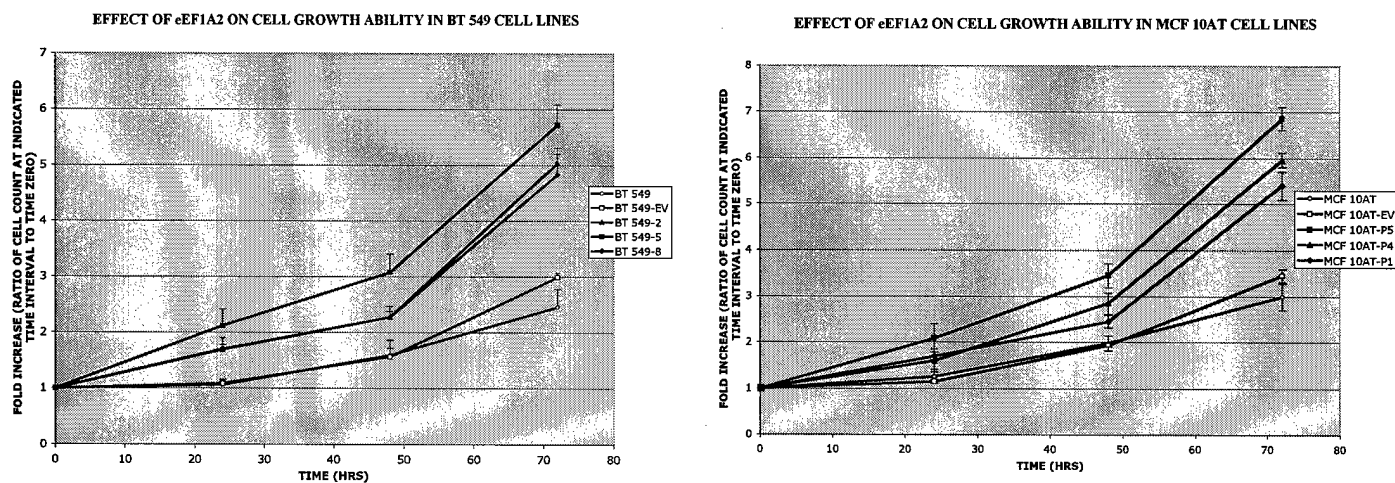 EFFECT OF eEF1A2 ON CELL GROWTH ABILITY IN BT 549 CELL LINES
FOLD INCREASE (RATIO OF CELL COUNT AT INDICATED
TIME INTERVAL TO TIME ZERO)
7
6
5
4
3
2
1
0
0 10 20 30 40 50 60 70 80
TIME (HRS)
BT 549
BT 549-EV
BT 549-2
BT 549-5
BT 549-8
EFFECT OF eEF1A2 ON CELL GROWTH ABILITY IN MCF 10AT CELL LINES
FOLD INCREASE (RATIO OF CELL COUNT AT INDICATED
TIME INTERVAL TO TIME ZERO)
8
7
6
5
4
3
2
1
0
0 10 20 30 40 50 60 70 80
TIME (HRS)
MCF 10AT
MCF 10AT-EV
MCF 10AT-P5
MCF 10AT-P4
MCF 10AT-P1